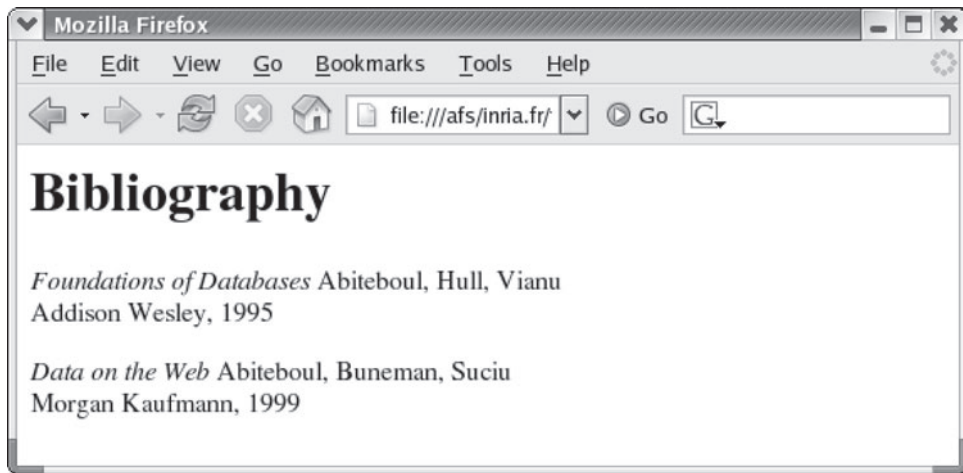 Mozilla Firefox
File Edit View Go Bookmarks Tools Help
file:///afs/inria.fr/ Go G
Bibliography
Foundations of Databases Abiteboul, Hull, Vianu
Addison Wesley, 1995
Data on the Web Abiteboul, Buneman, Suciu
Morgan Kaufmann, 1999